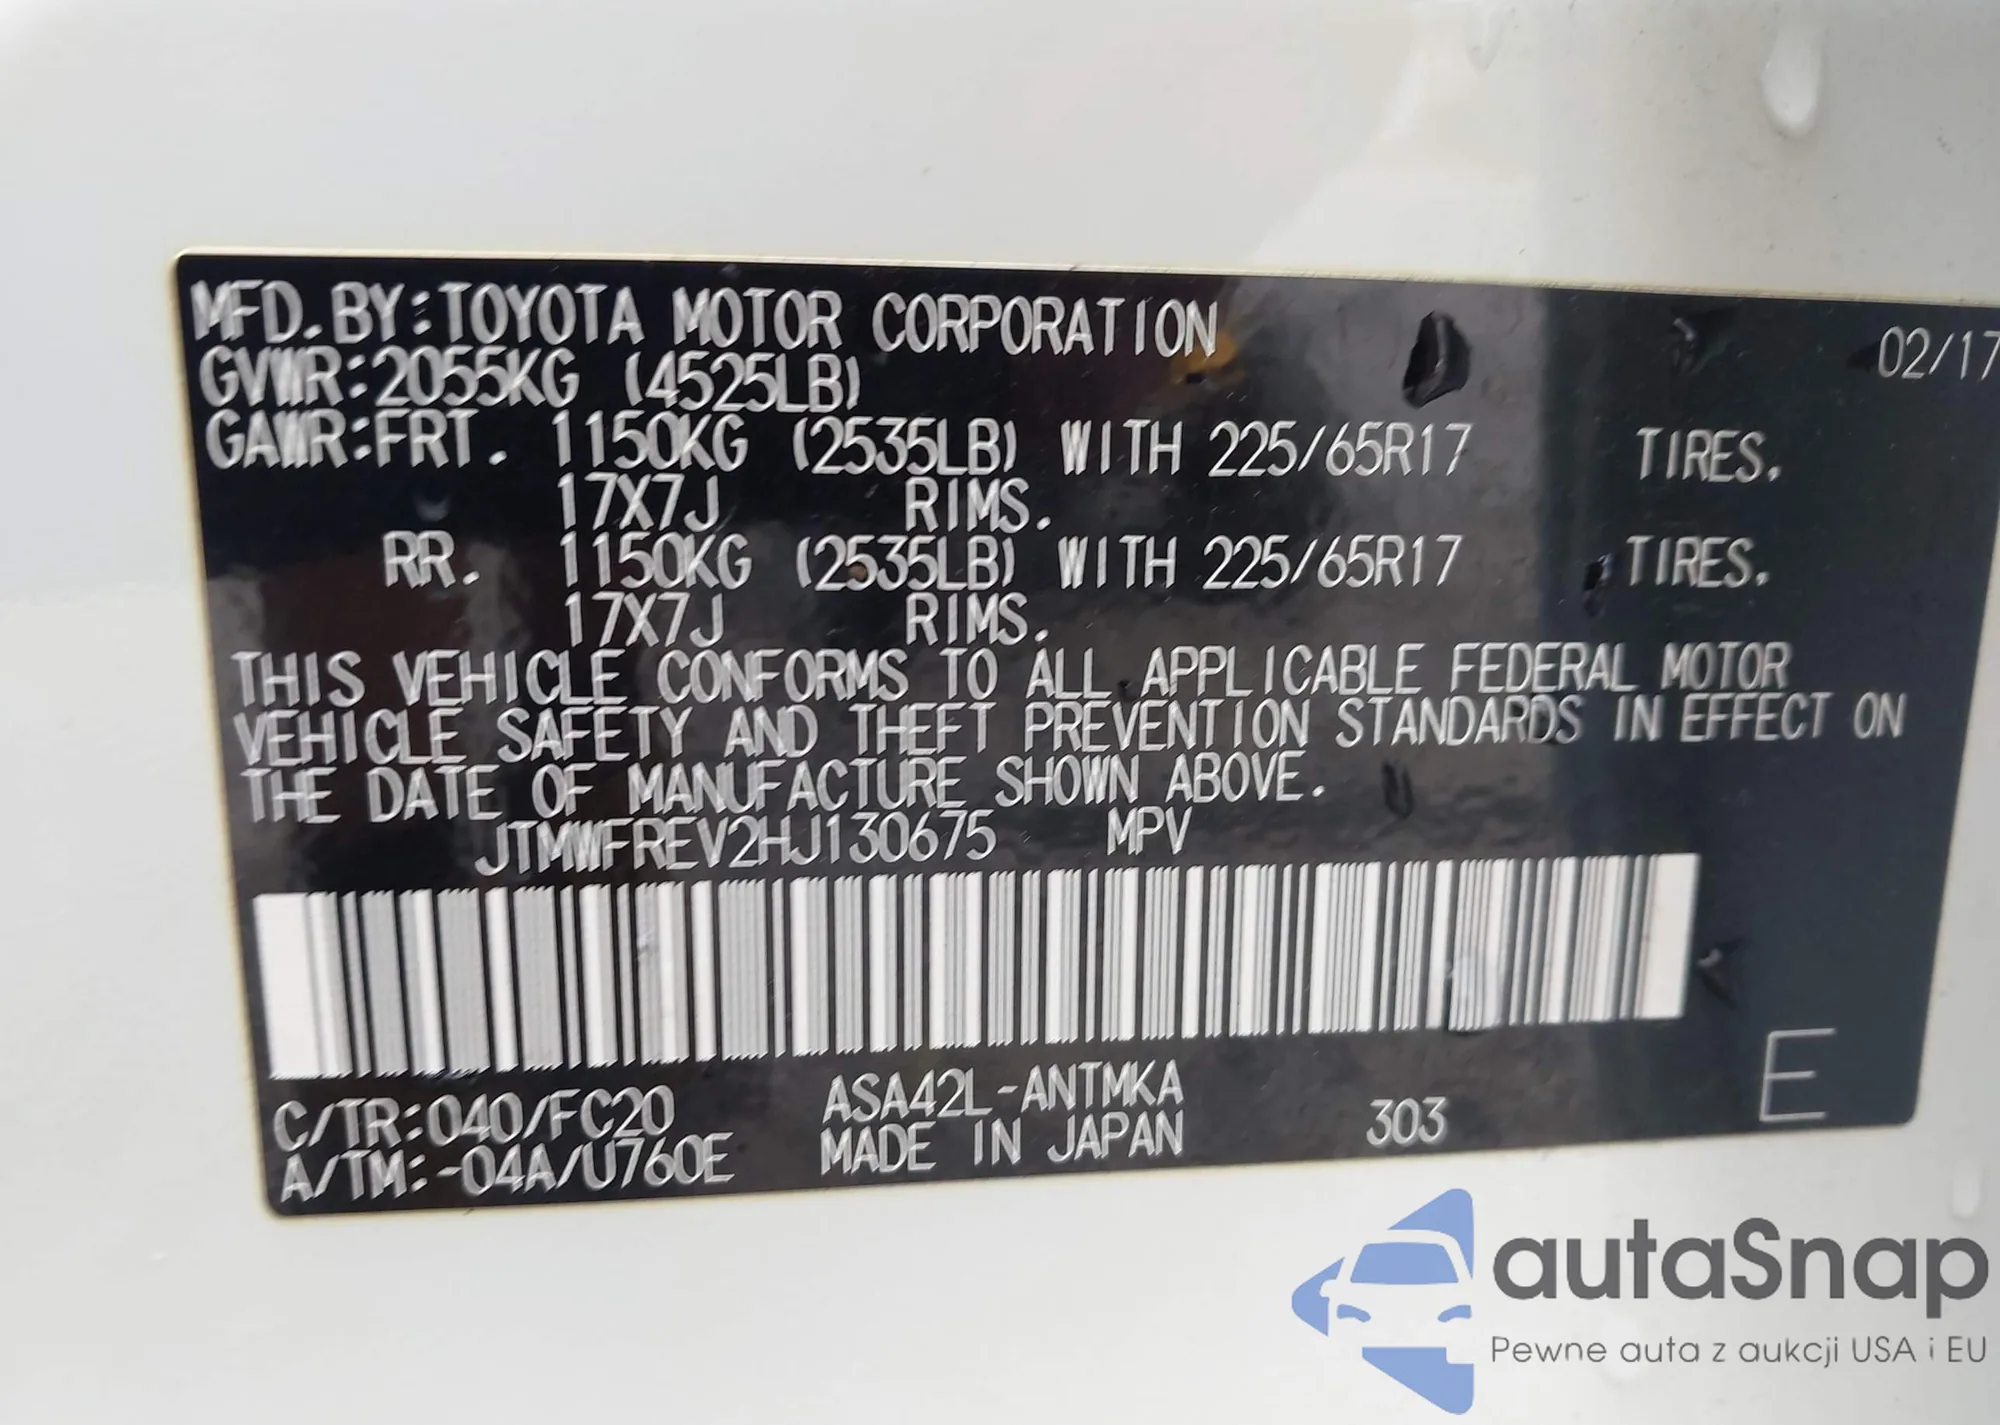 MFD.BY:TOYOTA MOTOR CORPORATION 02/17
GVWR:2055KG (4525LB)
GAWR:FRT. 1150KG (2535LB) WITH 225/65R17 TIRES.
17X7J RIMS.
RR. 1150KG (2535LB) WITH 225/65R17 TIRES.
17X7J RIMS.
THIS VEHICLE CONFORMS TO ALL APPLICABLE FEDERAL MOTOR
VEHICLE SAFETY AND THEFT PREVENTION STANDARDS IN EFFECT ON
THE DATE OF MANUFACTURE SHOWN ABOVE.
JTMWFREV2HJ130675 MPV
C/TR:040/FC20 ASA42L-ANTMKA 303 E
A/TM:-04A/U760E MADE IN JAPAN
autaSnap
Pewne auta z aukcji USA i EU